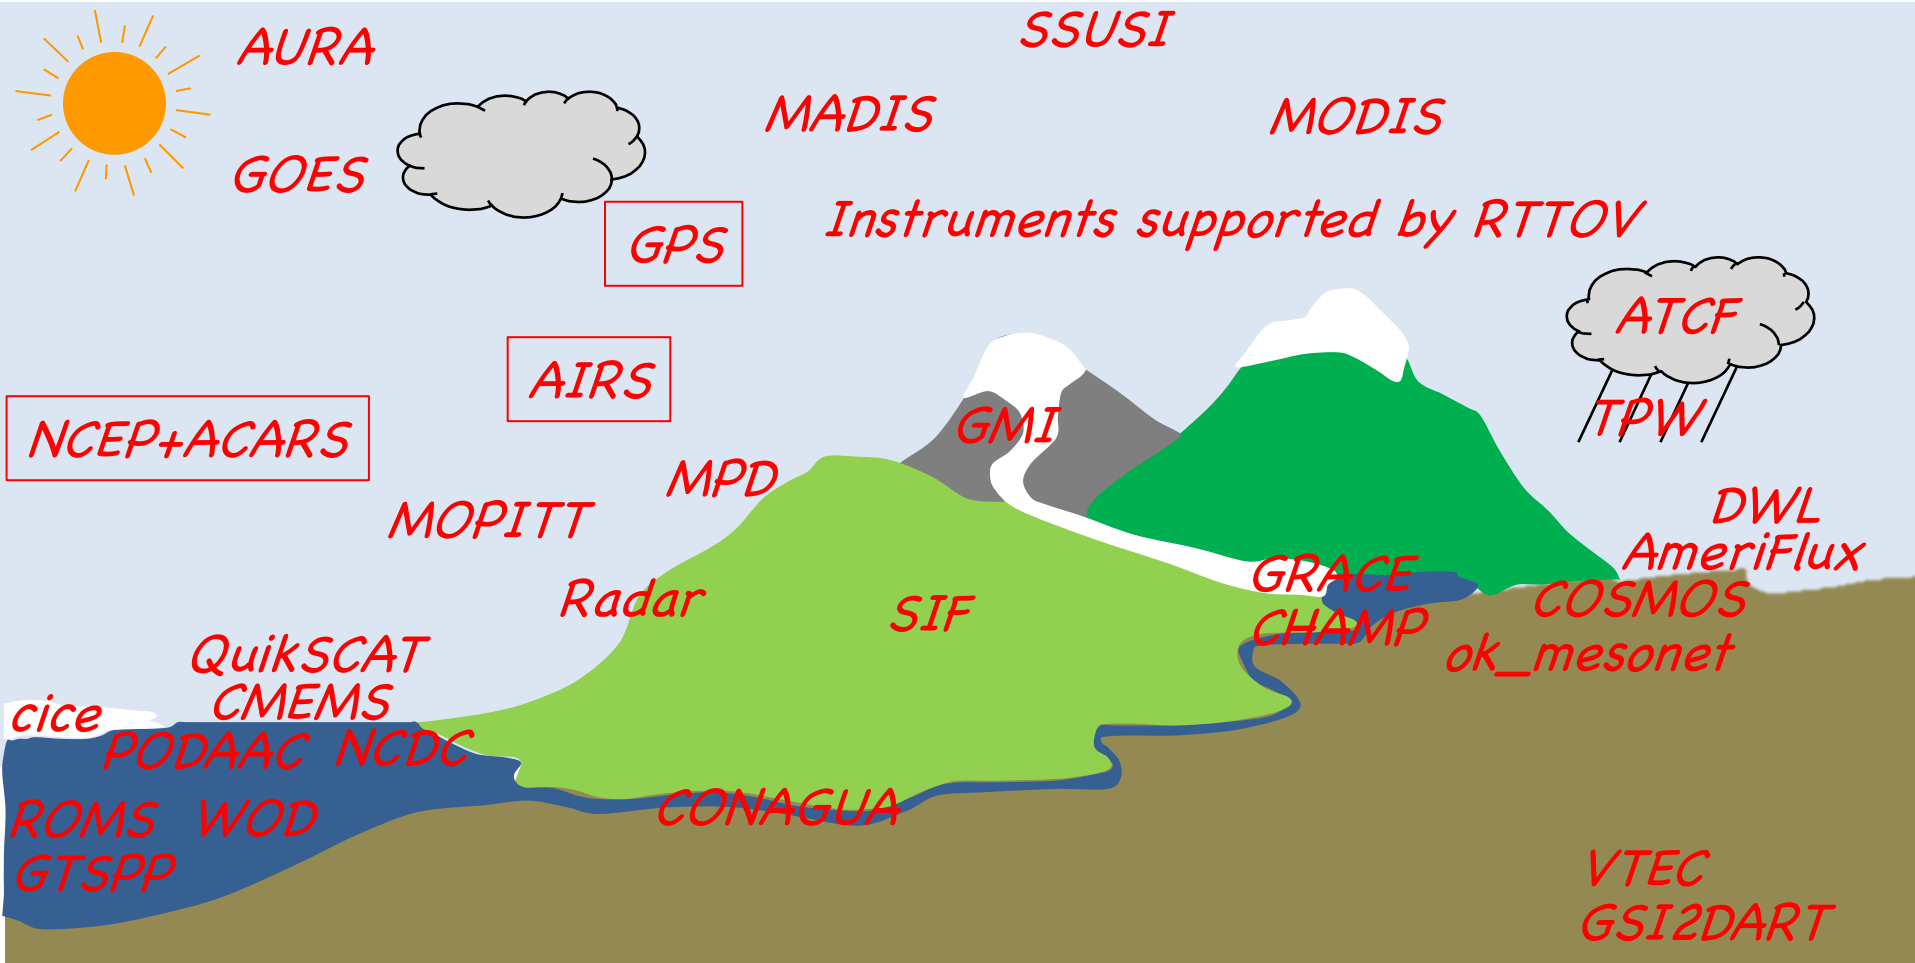 SSUSI
AURA
MADIS
MODIS
GOES
Instruments supported by RTTOV
GPS
ATCF
AIRS
TPW
GMI
NCEP+ACARS
MPD
MOPITT
DWL
AmeriFlux
GRACE
Radar
SIF
COSMOS
CHAMP
QuikSCAT
ok_mesonet
CMEMS
cice
PODAAC NCDC
CONAGUA
ROMS WOD
GTSPP
VTEC
GSI2DART